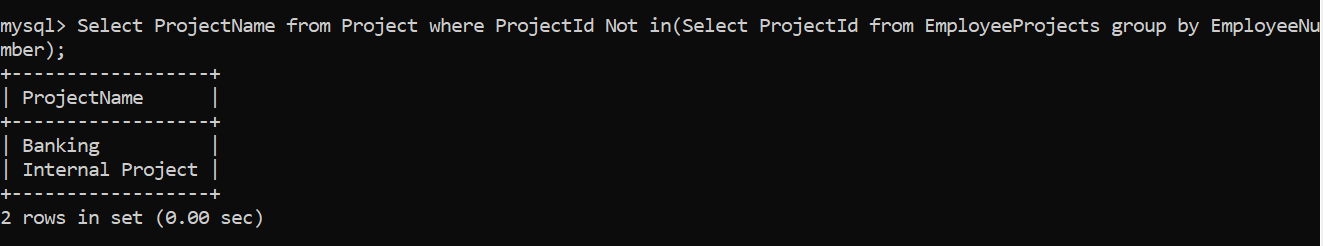 mysql> Select ProjectName from Project where ProjectId Not in(Select ProjectId from EmployeeProjects group by EmployeeNu
mber);
+------------------+
| ProjectName      |
+------------------+
| Banking          |
| Internal Project |
+------------------+
2 rows in set (0.00 sec)